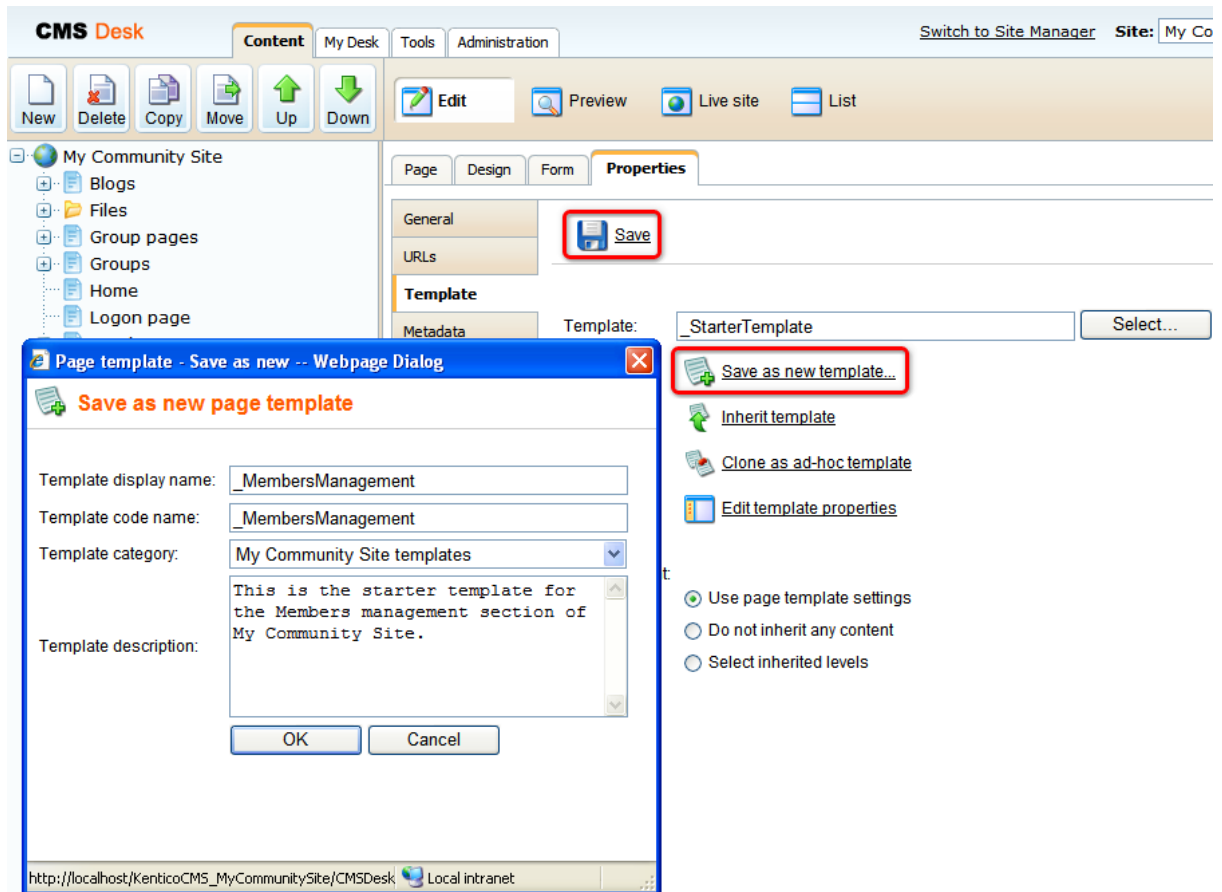 CMS Desk
Content
My Desk
Tools
Administration
Switch to Site Manager
Site: My Co
New
Delete
Copy
Move
Up
Down
Edit
Preview
Live site
List
My Community Site
Blogs
Files
Group pages
Groups
Home
Logon page
Page
Design
Form
Properties
General
URLs
Template
Metadata
Save
Template: _StarterTemplate Select...
Save as new template...
Inherit template
Clone as ad-hoc template
Edit template properties
t:
Use page template settings
Do not inherit any content
Select inherited levels
Page template - Save as new -- Webpage Dialog
Save as new page template
Template display name: _MembersManagement
Template code name: _MembersManagement
Template category: My Community Site templates
Template description:
This is the starter template for
the Members management section of
My Community Site.
OK
Cancel
http://localhost/KenticoCMS_MyCommunitySite/CMSDesk
Local intranet